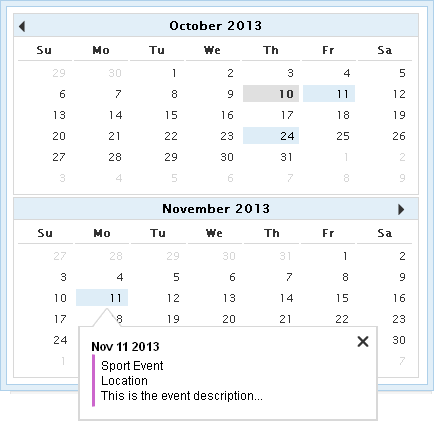 October 2013
Su Mo Tu We Th Fr Sa
29 30 1 2 3 4 5
6 7 8 9 10 11 12
13 14 15 16 17 18 19
20 21 22 23 24 25 26
27 28 29 30 31 1 2
3 4 5 6 7 8 9
November 2013
Su Mo Tu We Th Fr Sa
27 28 29 30 31 1 2
3 4 5 6 7 8 9
10 11 12 13 14 15 16
17 8 19 20 21 22 23
24 30
1 7
Nov 11 2013
Sport Event
Location
This is the event description...